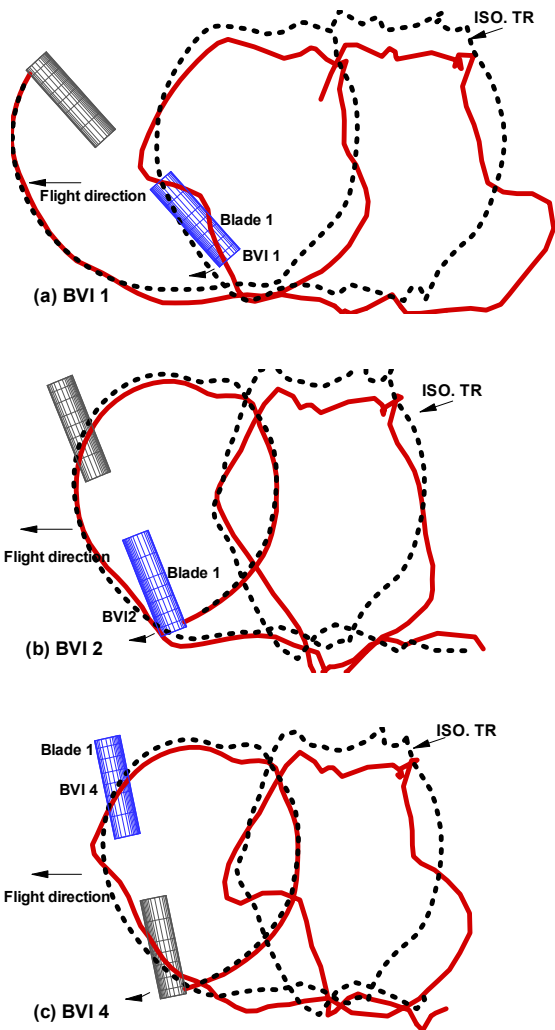 ISO. TR
Flight direction
Blade 1
BVI 1
(a) BVI 1
ISO. TR
Flight direction
Blade 1
BVI2
(b) BVI 2
ISO. TR
Blade 1
BVI 4
Flight direction
(c) BVI 4